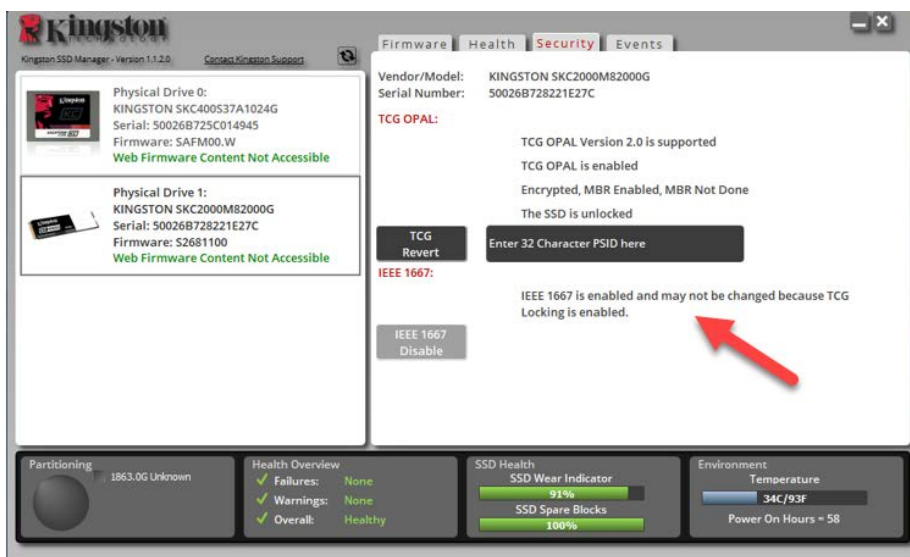 Kingston
TECHNOLOGY
Kingston SSD Manager - Version 1.1.2.0
Contact Kingston Support
Firmware
Health
Security
Events
Physical Drive 0:
KINGSTON SKC400S37A1024G
Serial: 50026B725C014945
Firmware: SAFM00.W
Web Firmware Content Not Accessible
Physical Drive 1:
KINGSTON SKC2000M82000G
Serial: 50026B728221E27C
Firmware: S2681100
Web Firmware Content Not Accessible
Vendor/Model: KINGSTON SKC2000M82000G
Serial Number: 50026B728221E27C
TCG OPAL:
TCG OPAL Version 2.0 is supported
TCG OPAL is enabled
Encrypted, MBR Enabled, MBR Not Done
The SSD is unlocked
TCG
Revert
Enter 32 Character PSID here
IEEE 1667:
IEEE 1667 is enabled and may not be changed because TCG
Locking is enabled.
IEEE 1667
Disable
Partitioning
1863.0G Unknown
Health Overview
Failures: None
Warnings: None
Overall: Healthy
SSD Health
SSD Wear Indicator
91%
SSD Spare Blocks
100%
Environment
Temperature
34C/93F
Power On Hours = 58